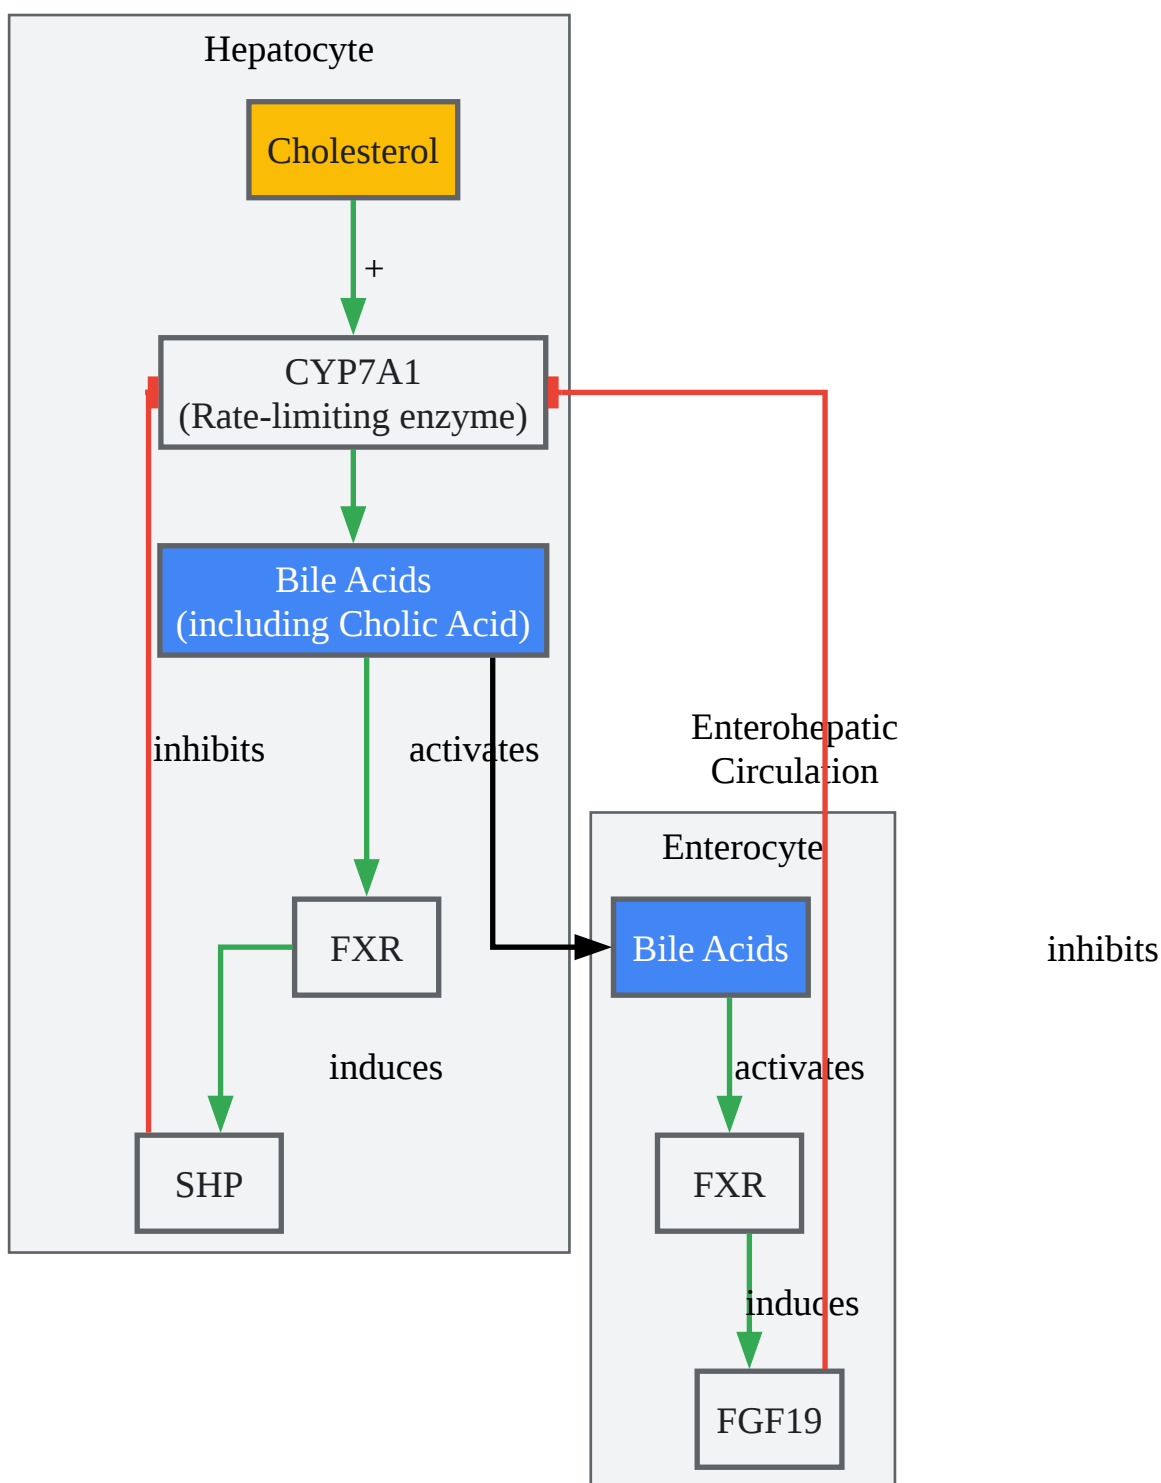 Hepatocyte
Cholesterol
+
CYP7A1
(Rate-limiting enzyme)
Bile Acids
(including Cholic Acid)
inhibits
activates
Enterohepatic
Circulation
Enterocyte
FXR
Bile Acids
inhibits
induces
activates
SHP
FXR
induces
FGF19